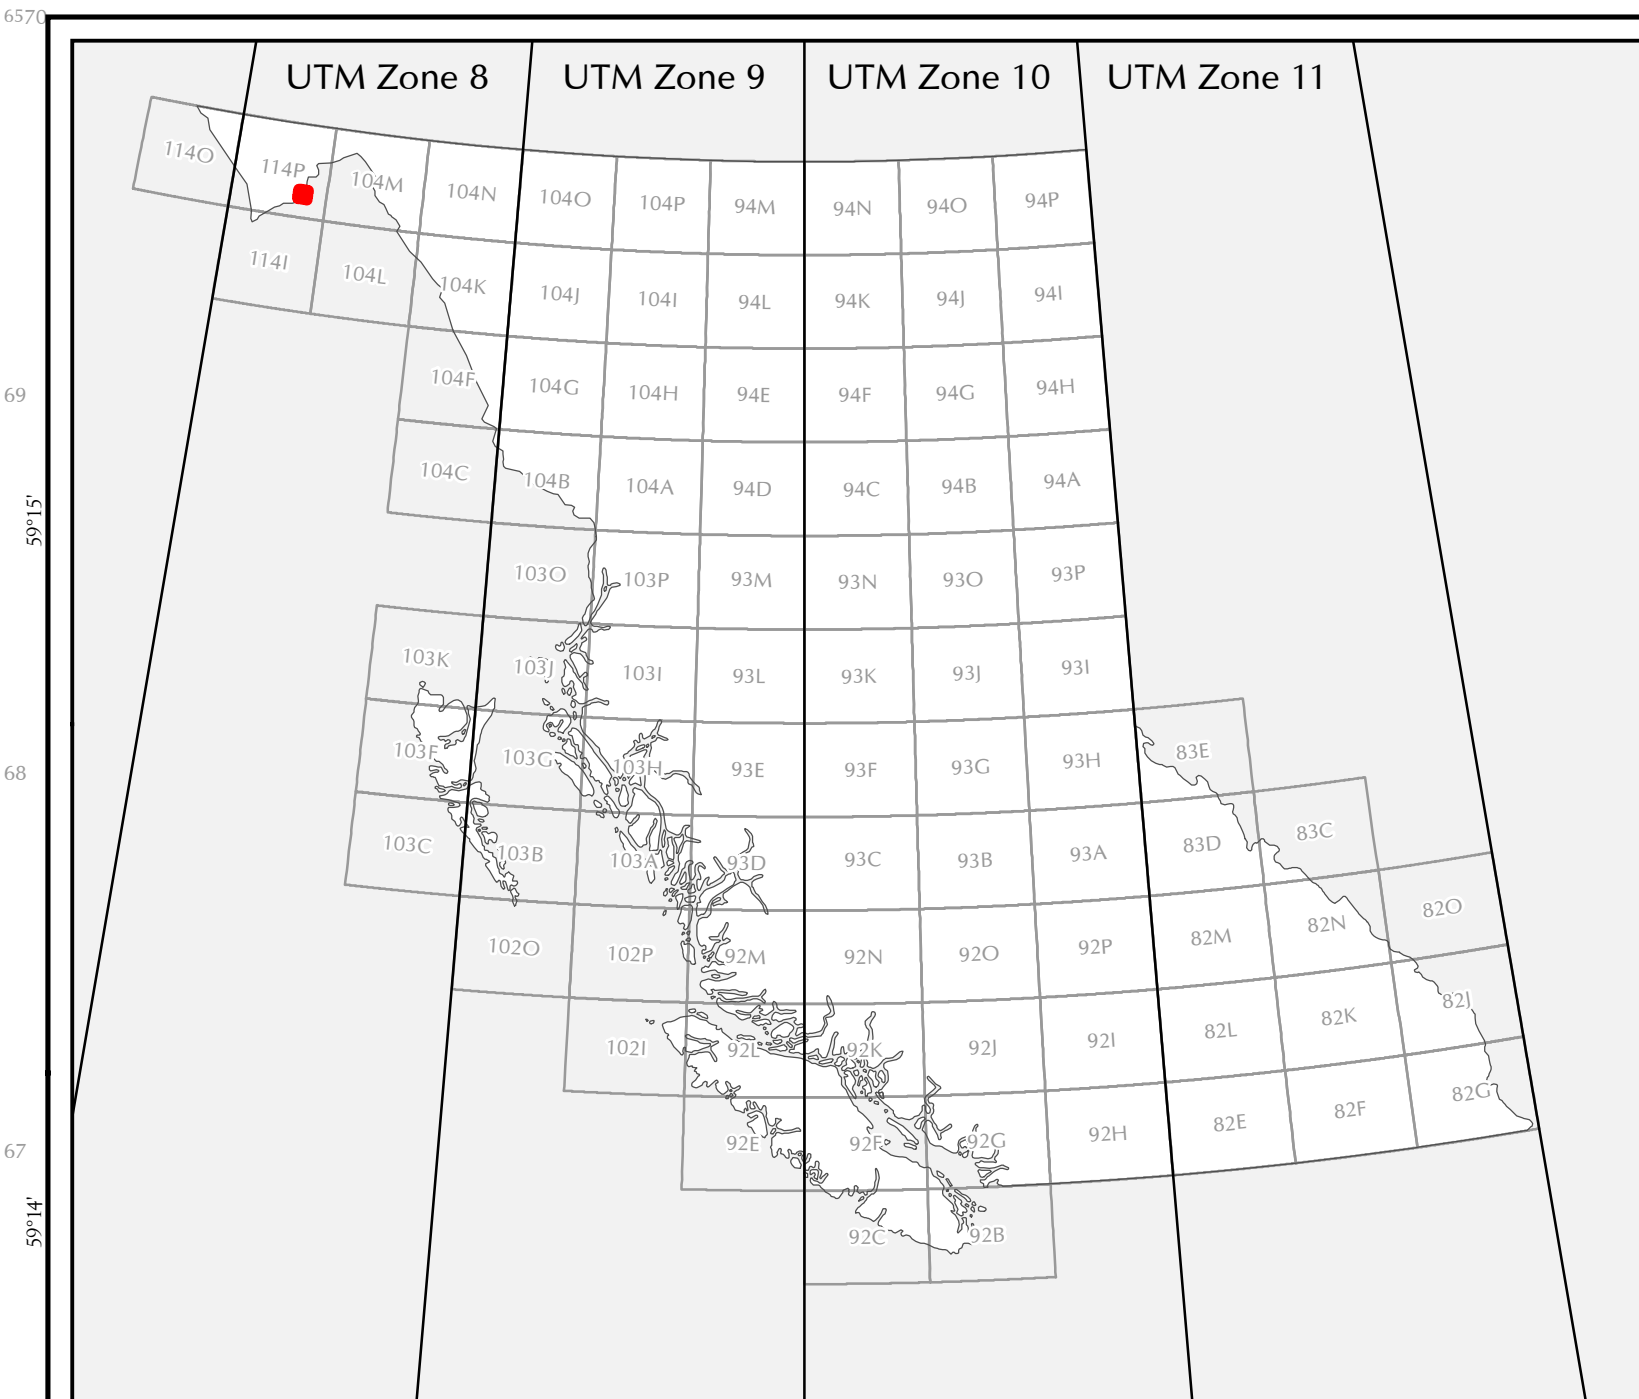 6570
UTM Zone 8 UTM Zone 9 UTM Zone 10 UTM Zone 11
114O 114P 104M 104N 104O 104P 94M 94N 94O 94P
114I 104L 104K 104J 104I 94L 94K 94J 94I
69
104F 104G 104H 94E 94F 94G 94H
104C 104B 104A 94D 94C 94B 94A
59°15'
103O 103P 93M 93N 93O 93P
103K 103J 103I 93L 93K 93J 93I
68
103F 103G 103H 93E 93F 93G 93H 83E
103C 103B 103A 93D 93C 93B 93A 83D 83C
102O 102P 92M 92N 92O 92P 82M 82N 82O
102I 92L 92K 92J 92I 82L 82K 82J
67
92E 92F 92G 92H 82E 82F 82G
59°14'
92C 92B